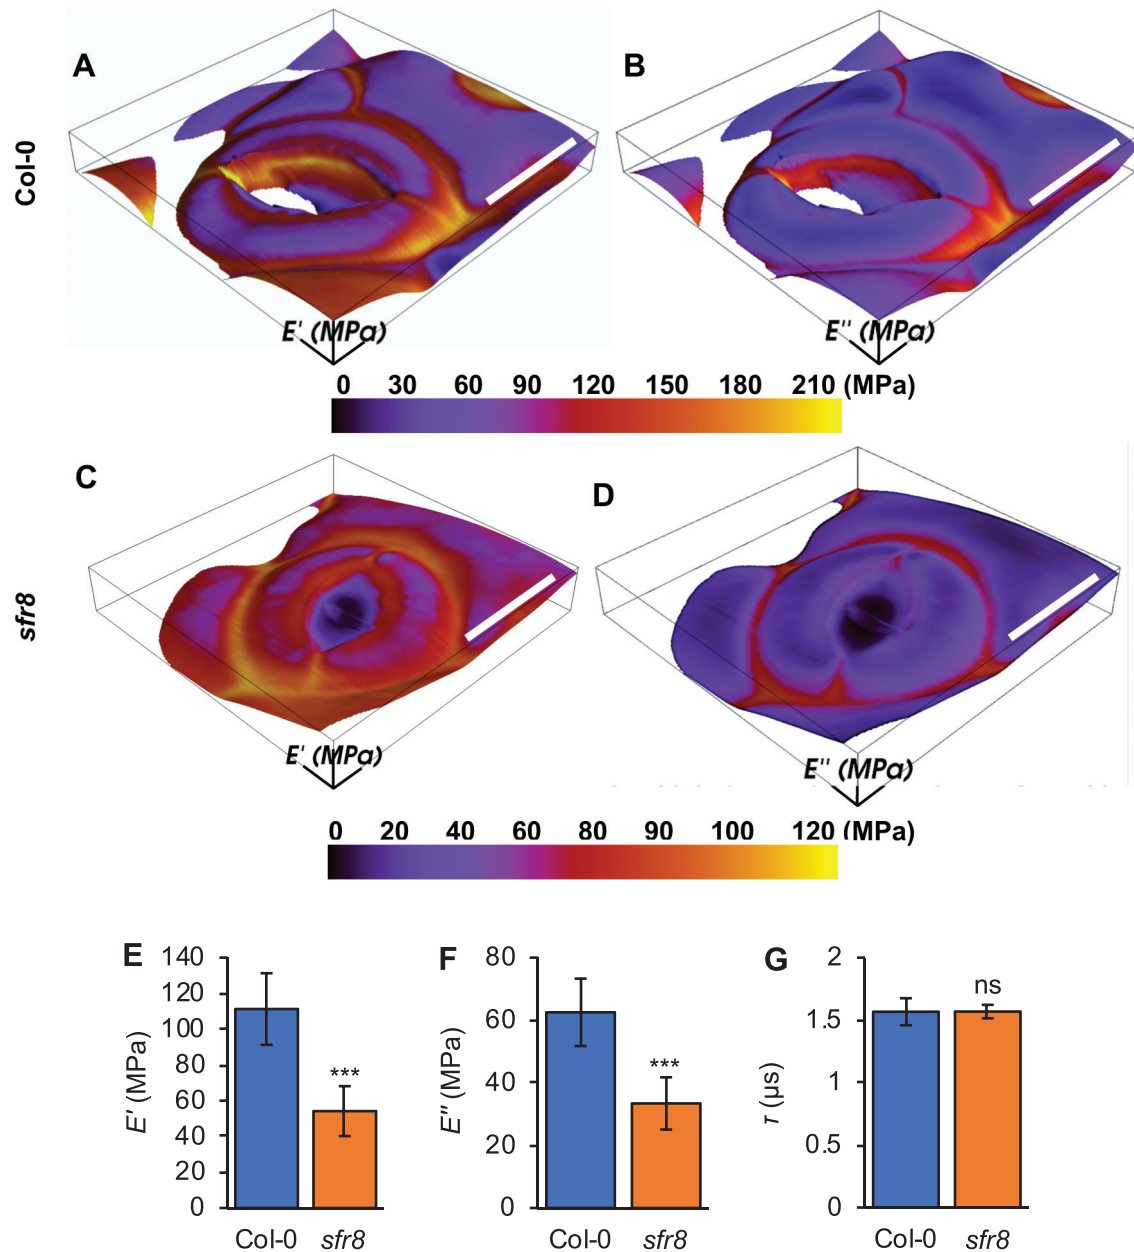 A
B
Col-0
E' (MPa)
E'' (MPa)
0 30 60 90 120 150 180 210 (MPa)
C
D
sfr8
E' (MPa)
E'' (MPa)
0 20 40 60 80 90 100 120 (MPa)
E
140
120
100
80
60
40
20
0
E' (MPa)
***
Col-0 sfr8
F
80
60
40
20
0
E" (MPa)
***
Col-0 sfr8
G
2
1.5
1
0.5
0
τ (µs)
ns
Col-0 sfr8